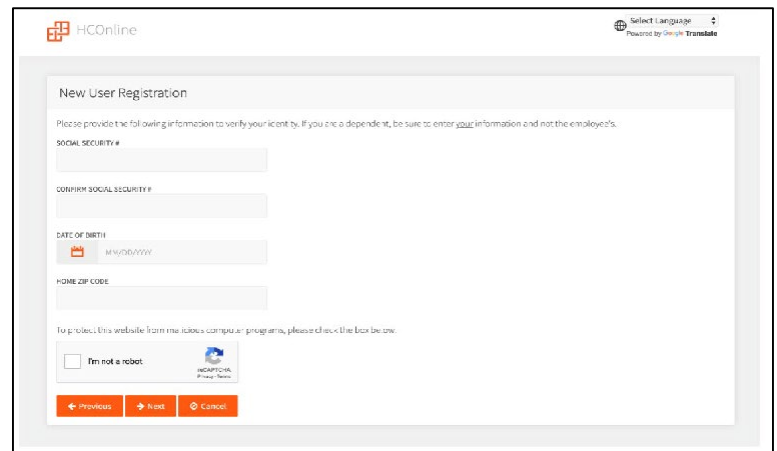 HCOnline
Select Language
Powered by Google Translate
New User Registration
Please provide the following information to verify your identity. If you are a dependent, be sure to enter your information and not the employee's.
SOCIAL SECURITY #
CONFIRM SOCIAL SECURITY #
DATE OF BIRTH
MM/DD/YYYY
HOME ZIP CODE
To protect this website from malicious computer programs, please check the box below.
I'm not a robot
reCAPTCHA
Privacy - Terms
Previous
Next
Cancel